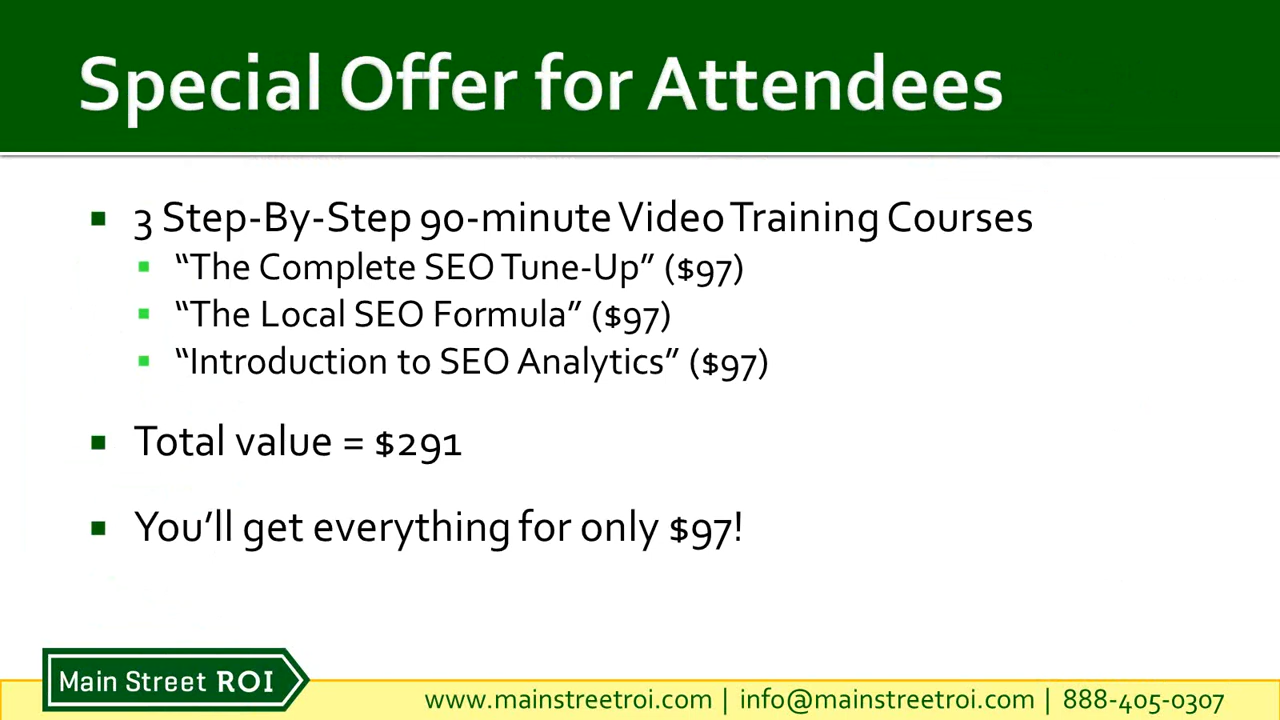 Special Offer for Attendees
3 Step-By-Step 90-minute Video Training Courses
“The Complete SEO Tune-Up” ($97)
“The Local SEO Formula” ($97)
“Introduction to SEO Analytics” ($97)
Total value = $291
You’ll get everything for only $97!
Main Street ROI
www.mainstreetroi.com | info@mainstreetroi.com | 888-405-0307